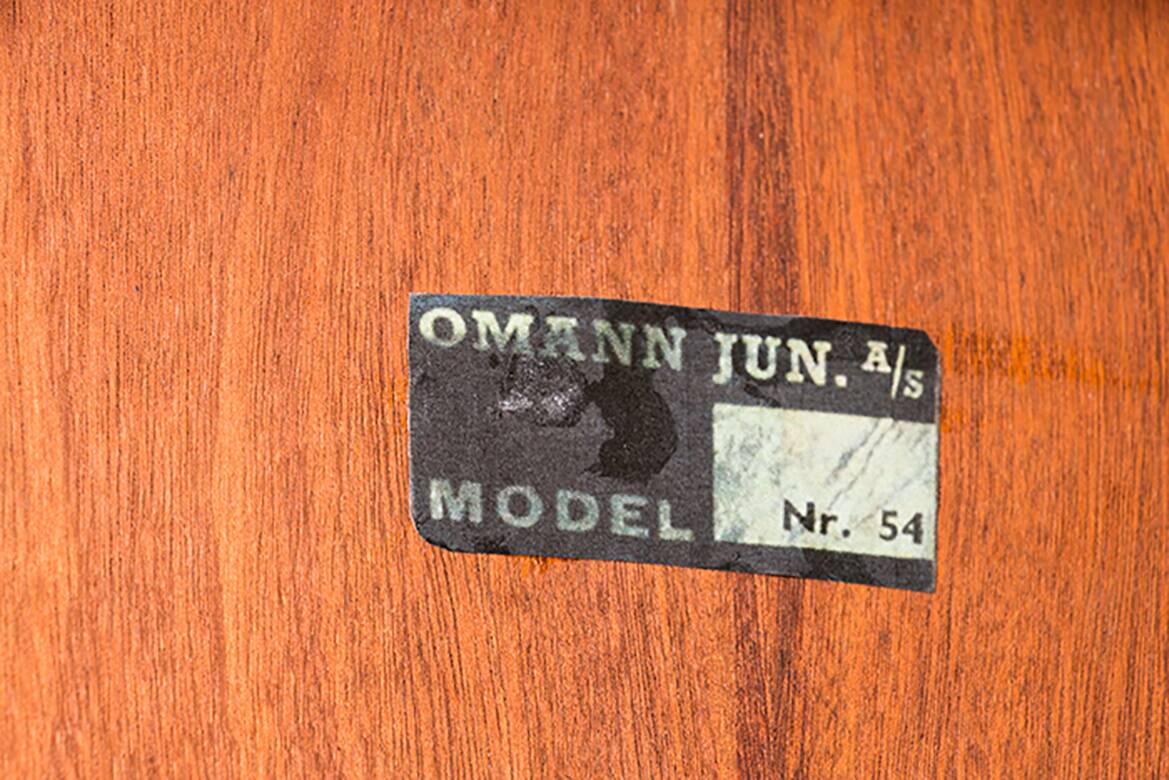 OMANN JUN. A/S
MODEL Nr. 54